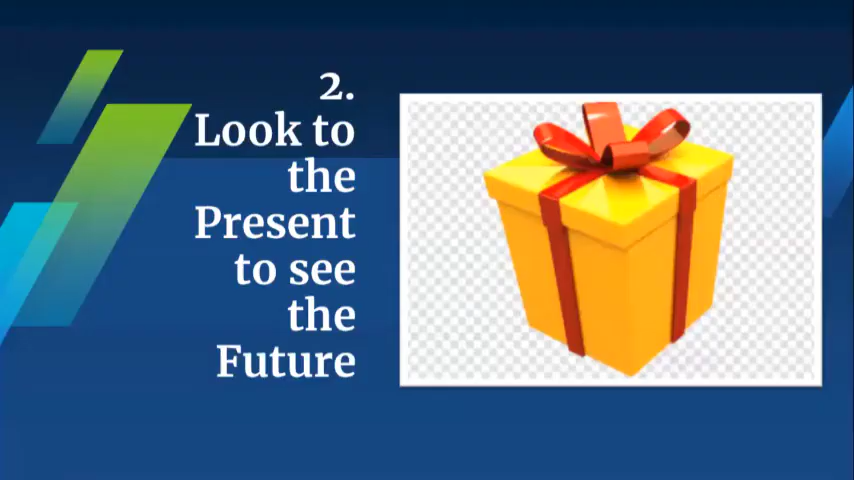 2.
Look to
the
Present
to see
the
Future